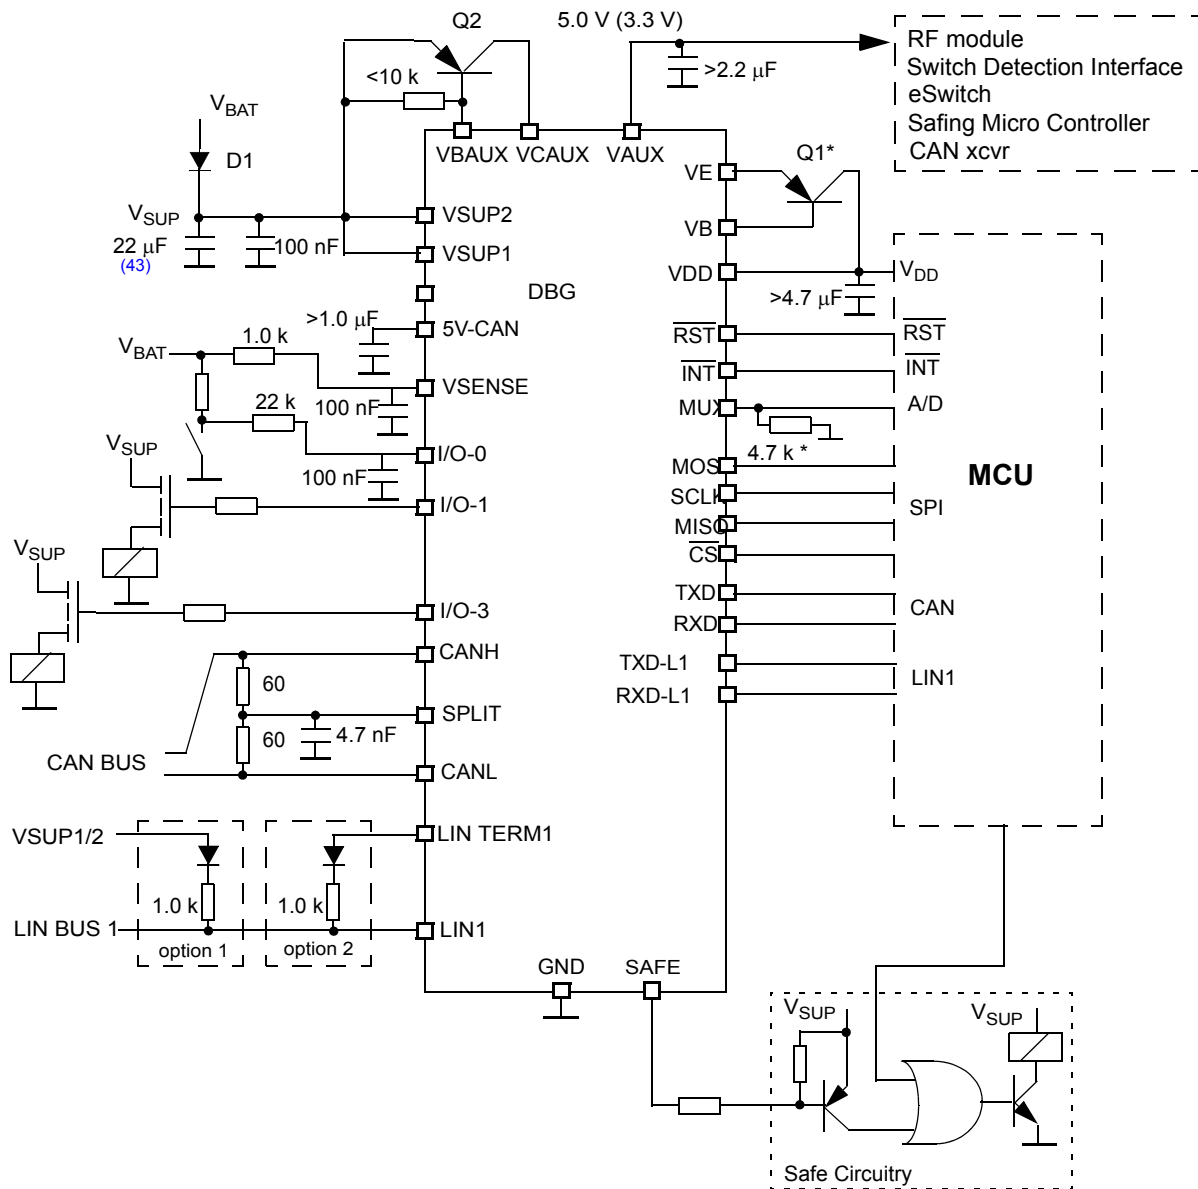 Q2
5.0 V (3.3 V)
RF module
Switch Detection Interface
eSwitch
Safing Micro Controller
CAN xcvr
>2.2 μF
<10 k
VBAT
D1
VBAUX VCAUX VAUX
Q1*
VE
VB
VSUP
VSUP2
22 μF
(43)
100 nF
VSUP1
VDD
VDD
DBG
>4.7 μF
>1.0 μF
5V-CAN
RST
RST
VBAT
1.0 k
INT
INT
VSENSE
100 nF
MUX
A/D
22 k
4.7 k *
VSUP
I/O-0
100 nF
MOS
MCU
SCLK
I/O-1
SPI
MISO
VSUP
CS
TXD
CAN
I/O-3
RXD
CANH
TXD-L1
LIN1
60
RXD-L1
SPLIT
60
4.7 nF
CAN BUS
CANL
VSUP1/2
LIN TERM1
1.0 k
1.0 k
LIN BUS 1
LIN1
option 1
option 2
GND
SAFE
VSUP
VSUP
Safe Circuitry